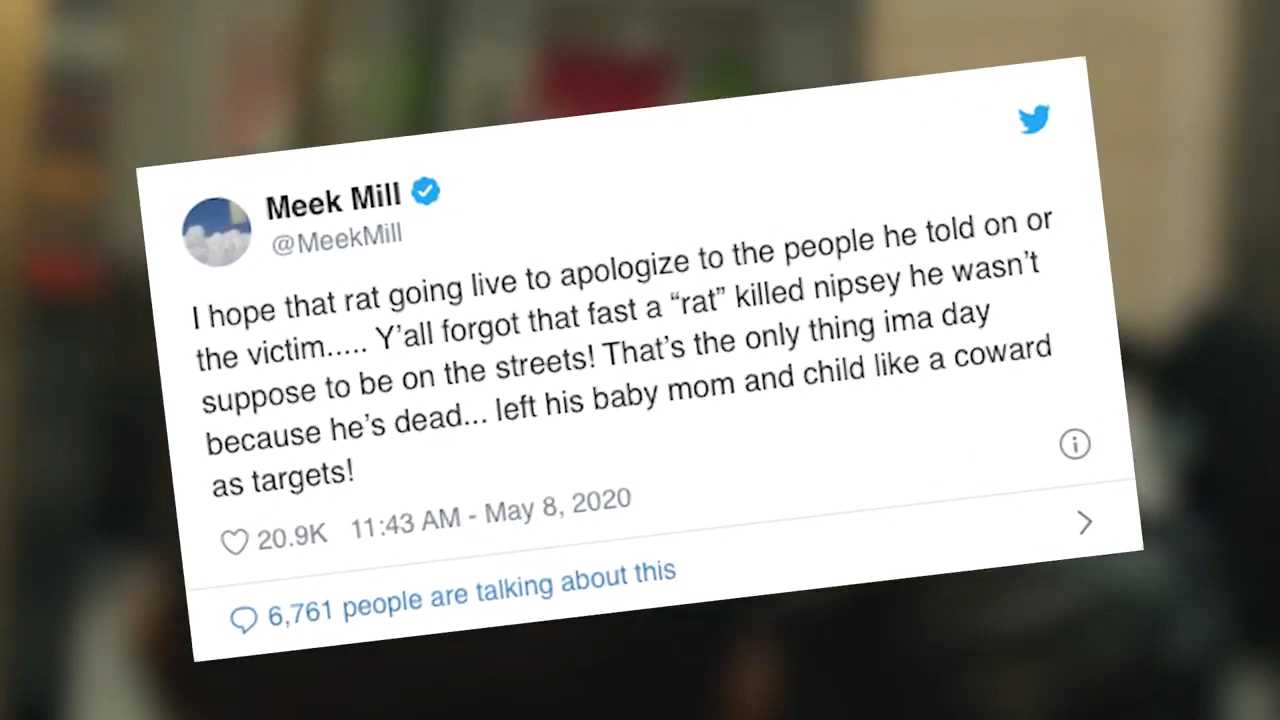 Meek Mill
@MeekMill
I hope that rat going live to apologize to the people he told on or
the victim..... Y’all forgot that fast a “rat” killed nipsey he wasn’t
suppose to be on the streets! That’s the only thing ima day
because he’s dead... left his baby mom and child like a coward
as targets!
20.9K 11:43 AM - May 8, 2020
6,761 people are talking about this